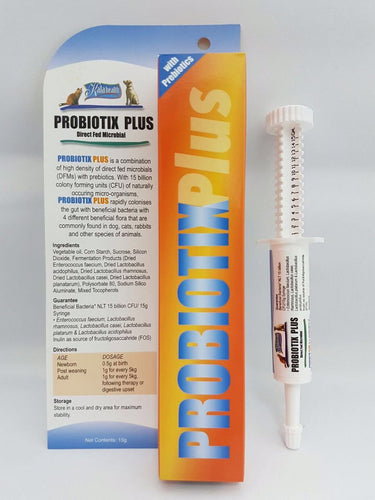 Kala health
PROBIOTIX PLUS
Direct Fed Microbial
PROBIOTIX PLUS is a combination
of high density of direct fed microbials
(DFMs) with prebiotics. With 15 billion
colony forming units (CFU) of naturally
occuring micro-organisms.
PROBIOTIX PLUS rapidly colonises
the gut with beneficial bacteria with
4 different beneficial flora that are
commonly found in dog, cats, rabbits
and other species of animals.
Ingredients
Vegetable oil, Corn Starch, Sucrose, Silicon
Dioxide, Fermentation Products (Dried
Enterococcus faecium, Dried Lactobacillus
acidophilus, Dried Lactobacillus rhamnosus,
Dried Lactobacillus casei, Dried Lactobacillus
planatarum), Polysorbate 80, Sodium Silico
Aluminate, Mixed Tocopherols
Guarantee
Beneficial Bacteria* NLT 15 billion CFU/ 15g
Syringe
* Enterococcus faecium, Lactobacillus
rhamnosus, Lactobacillus casei, Lactobacillus
platarum & Lactobacillus acidophilus
Inulin as source of fructoligosaccahride (FOS)
Directions
AGE DOSAGE
Newborn 0.5g at birth
Post weaning 1g for every 5kg
Adult 1g for every 5kg
following therapy or
digestive upset
Storage
Store in a cool and dry area for maximum
stability.
Net Contents: 15g
with
Prebiotics
PROBIOTIX Plus
PROBIOTIX PLUS